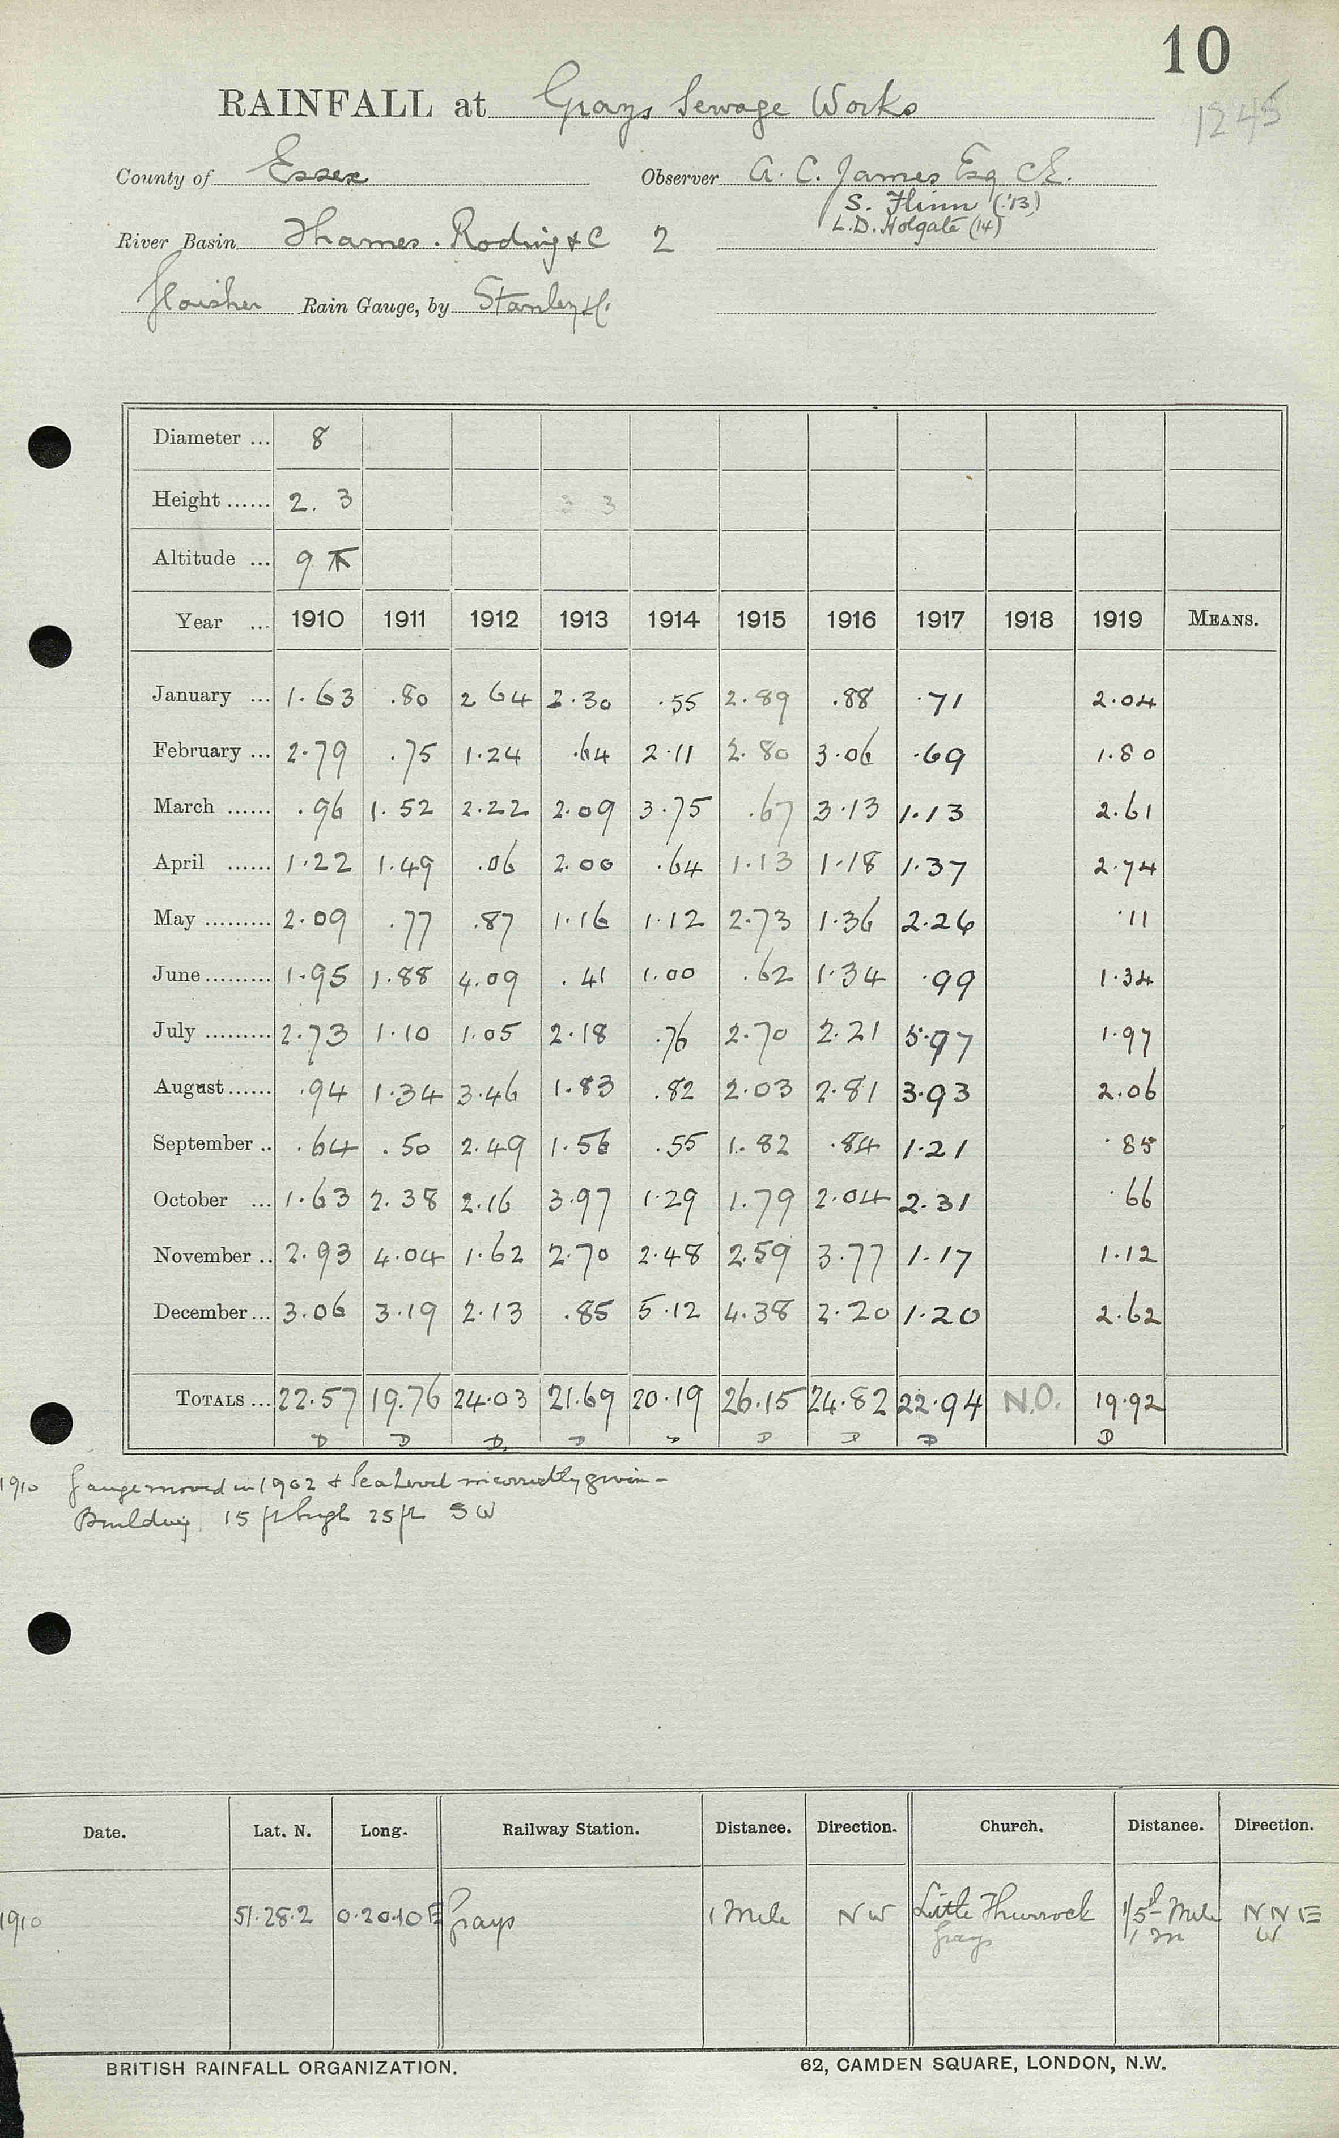 10
RAINFALL at Grays Sewage Works 1245
County of Essex Observer A. C. James Esq CE.
S. Flinn ('13)
River Basin Thames. Roding &c 2 L.D. Holgate (14)
Rain Gauge, by Stanley
Diameter ... 8
Height ...... 2. 3 3 3
Altitude ... 9
Year ... 1910 1911 1912 1913 1914 1915 1916 1917 1918 1919 MEANS.
January ... 1.63 .80 2 64 2.30 .55 2.89 .88 .71 2.04
February ... 2.79 .75 1.24 .64 2.11 2.80 3.06 .69 1.80
March ...... .96 1.52 2.22 2.09 3.75 .67 3.13 1.13 2.61
April ...... 1.22 1.49 .06 2.00 .64 1.13 1.18 1.37 2.74
May ......... 2.09 .77 .87 1.16 1.12 2.73 1.36 2.26 .11
June ......... 1.95 1.88 4.09 .41 1.00 .62 1.34 .99 1.34
July ......... 2.73 1.10 1.05 2.18 .76 2.70 2.21 5.97 1.97
August ...... .94 1.34 3.46 1.83 .82 2.03 2.81 3.93 2.06
September .. .64 .50 2.49 1.56 .55 1.82 .84 1.21 .85
October ... 1.63 2.38 2.16 3.97 1.29 1.79 2.04 2.31 .66
November .. 2.93 4.04 1.62 2.70 2.48 2.59 3.77 1.17 1.12
December ... 3.06 3.19 2.13 .85 5.12 4.38 2.20 1.20 2.62
TOTALS ... 22.57 19.76 24.03 21.69 20.19 26.15 24.82 22.94 N.O. 19.92
D D D D D D D D D
1910 Gauge moved in 1902 & Sea Level incorrectly given -
Building 15 ft high 25 ft SW
Date. Lat. N. Long. Railway Station. Distance. Direction. Church. Distance. Direction.
1910 51.28.2 0.20.10 E Grays 1 Mile NW Little Thurrock 1/5 Mile NNE
Grays 1 m W
BRITISH RAINFALL ORGANIZATION. 62, CAMDEN SQUARE, LONDON, N.W.